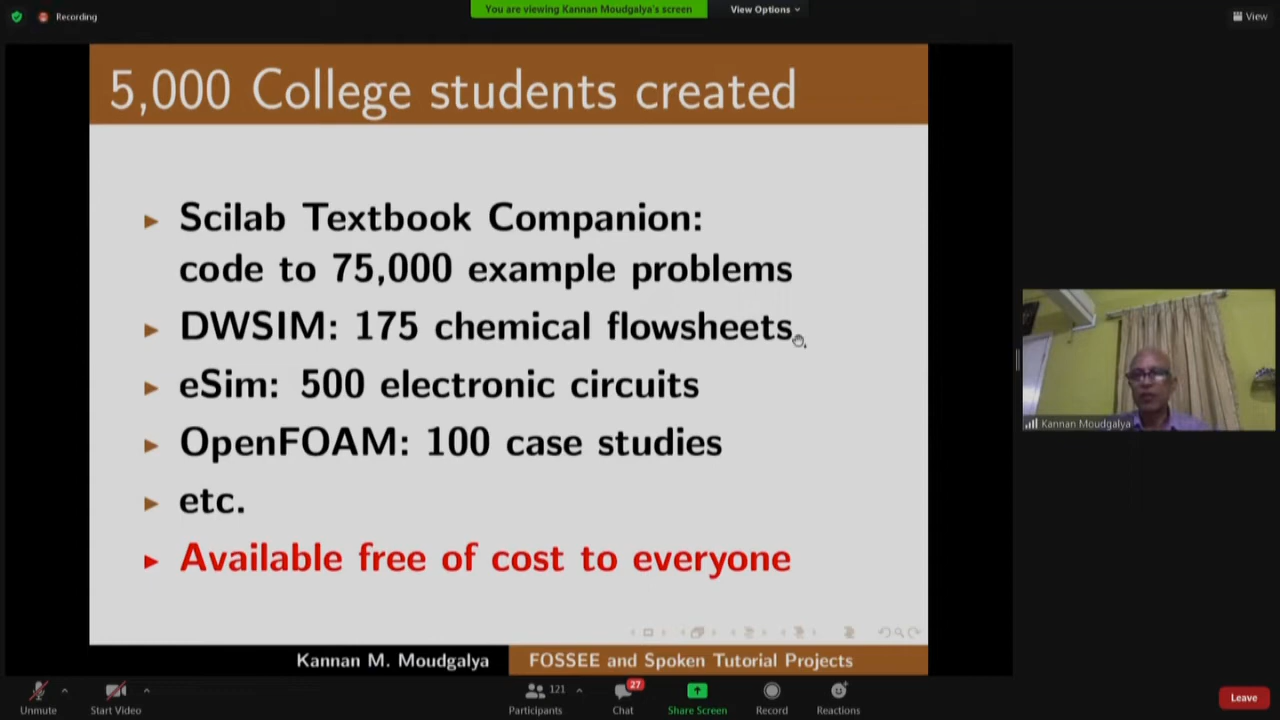 Recording
You are viewing Kannan Moudgalya's screen
View Options
View
5,000 College students created
Scilab Textbook Companion:
code to 75,000 example problems
DWSIM: 175 chemical flowsheets
eSim: 500 electronic circuits
OpenFOAM: 100 case studies
etc.
Available free of cost to everyone
Kannan Moudgalya
Kannan M. Moudgalya
FOSSEE and Spoken Tutorial Projects
Unmute
Start Video
121
Participants
27
Chat
Share Screen
Record
Reactions
Leave